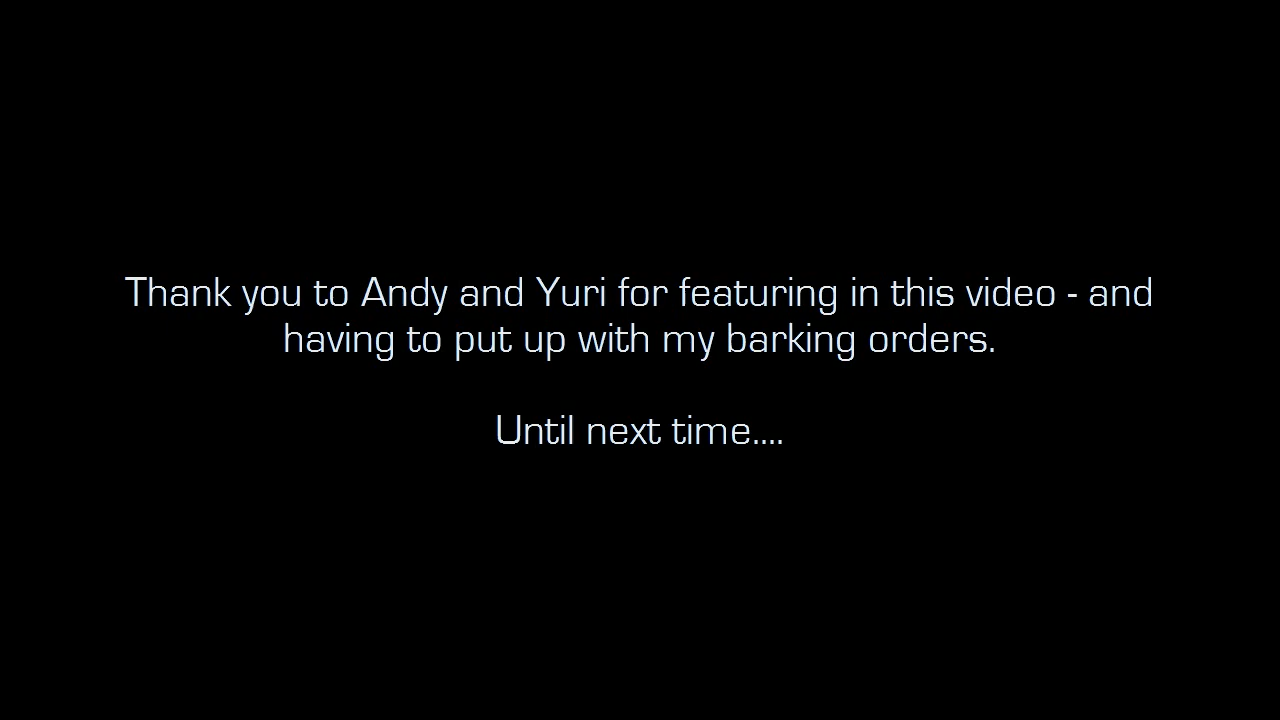 Thank you to Andy and Yuri for featuring in this video - and
having to put up with my barking orders.
Until next time....